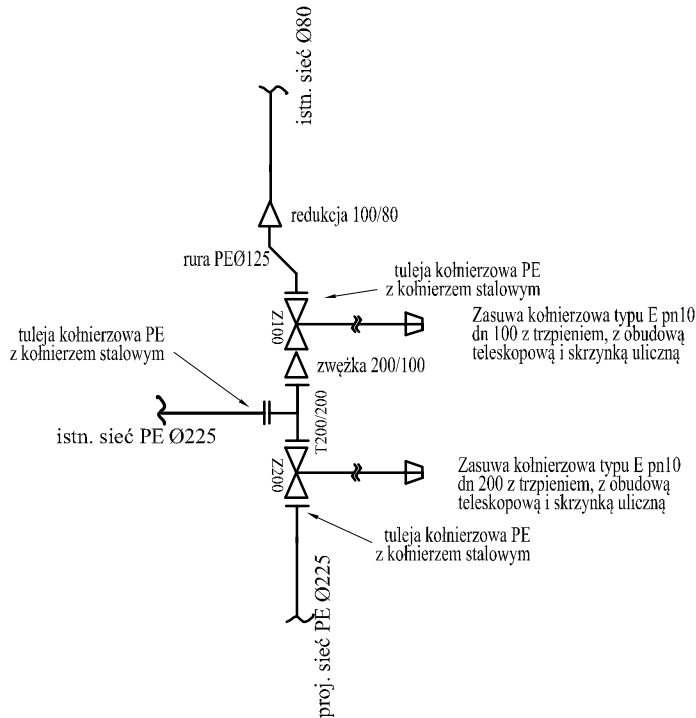 istn. sieć Ø80
redukcja 100/80
rura PEØ125
tuleja kołnierzowa PE
z kołnierzem stalowym
Z100
Zasuwa kołnierzowa typu E pn10
dn 100 z trzpieniem, z obudową
teleskopową i skrzynką uliczną
tuleja kołnierzowa PE
z kołnierzem stalowym
zwężka 200/100
T200/200
istn. sieć PE Ø225
Z200
Zasuwa kołnierzowa typu E pn10
dn 200 z trzpieniem, z obudową
teleskopową i skrzynką uliczną
tuleja kołnierzowa PE
z kołnierzem stalowym
proj. sieć PE Ø225